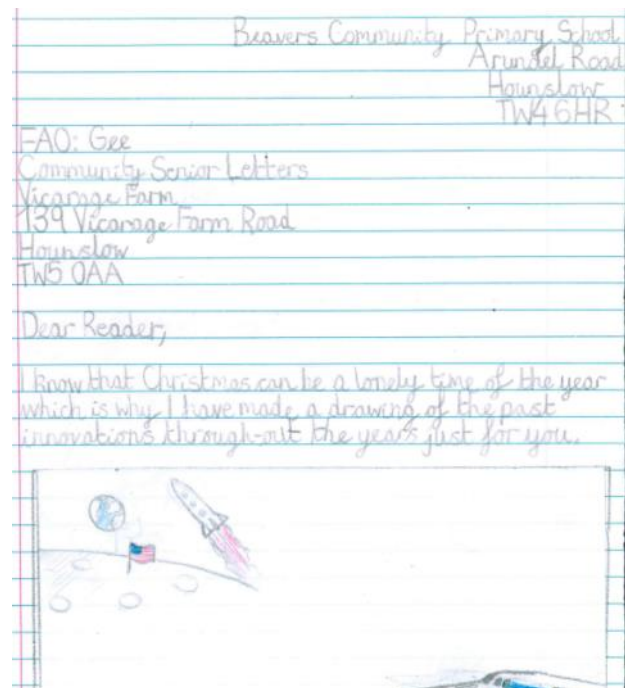 Beavers Community Primary School
Arundel Road
Hounslow
TW4 6HR
FAO: Gee
Community Senior Letters
Vicarage Farm
139 Vicarage Farm Road
Hounslow
TW5 0AA
Dear Reader,
I know that Christmas can be a lonely time of the year
which is why I have made a drawing of the past
innovations through-out the years just for you.